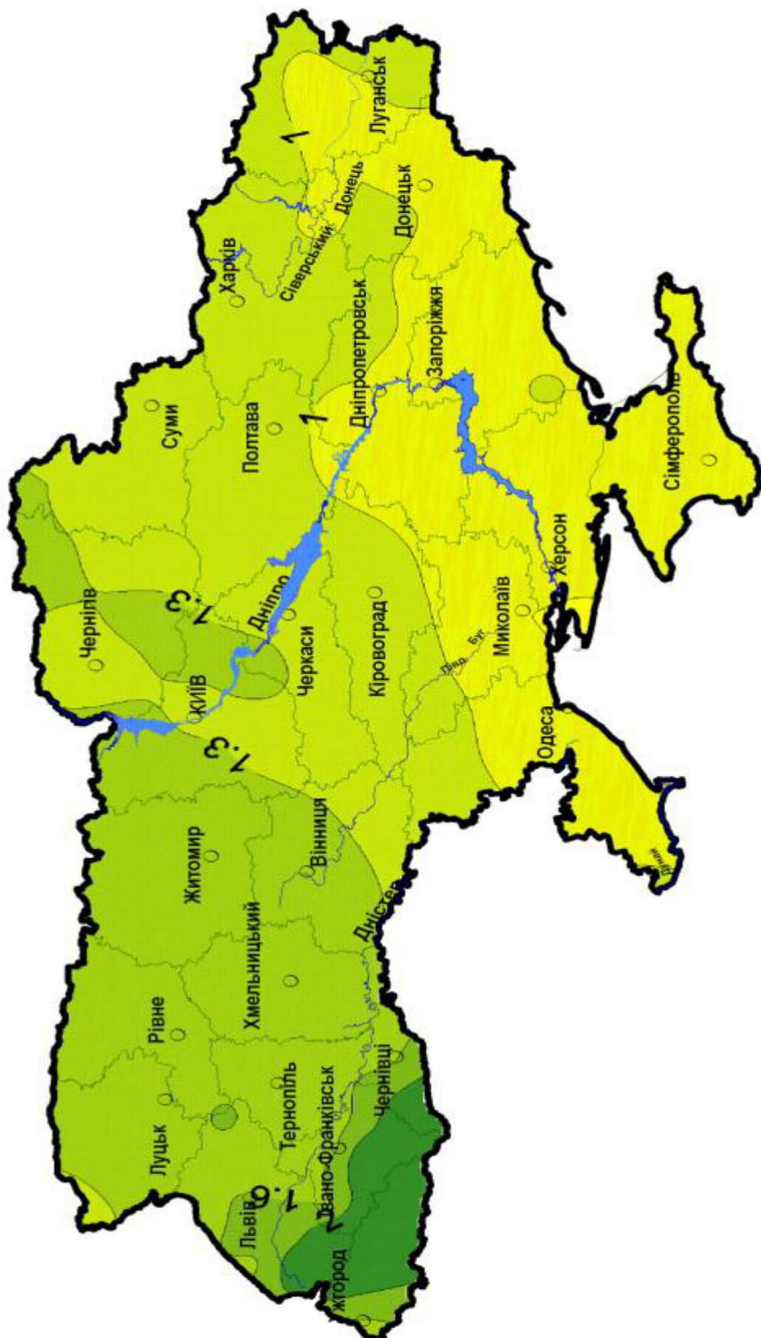 Чернігів
Суми
Луцьк
Рівне
Житомир
КИЇВ
1.3
1.3
Харків
Львів
1.6
Тернопіль
Хмельницький
Вінниця
Черкаси
Дніпро
Полтава
1
1
Сіверський
Донець
Луганськ
жгород
Івано-Франківськ
Чернівці
Дністер
Кіровоград
Дніпропетровськ
Донецьк
Запоріжжя
Півд. Буг
Миколаїв
Одеса
Херсон
Дунай
Сімферополь